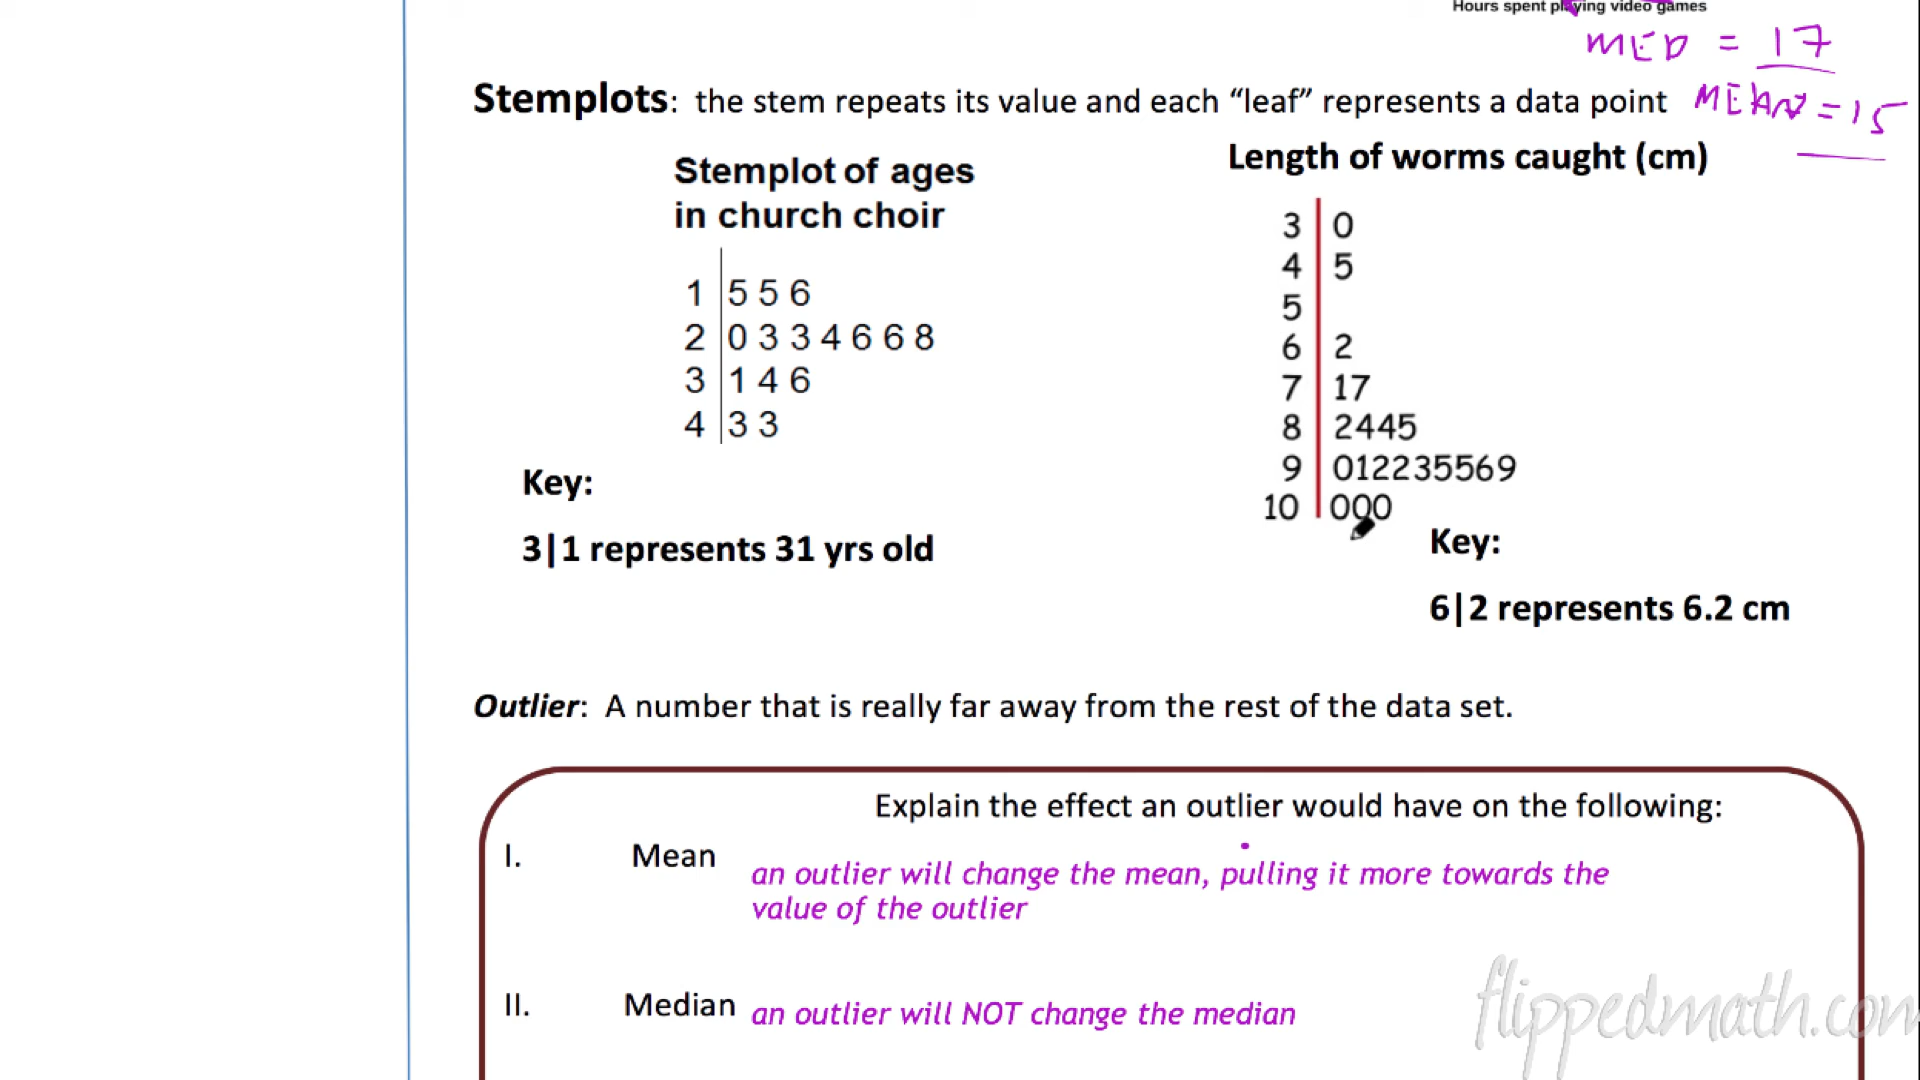 Hours spent playing video games
MED = 17
Stemplots: the stem repeats its value and each “leaf” represents a data point
MEAN = 15
Stemplot of ages
in church choir
1 | 5 5 6
2 | 0 3 3 4 6 6 8
3 | 1 4 6
4 | 3 3
Key:
3|1 represents 31 yrs old
Length of worms caught (cm)
3 | 0
4 | 5
5 |
6 | 2
7 | 17
8 | 2445
9 | 012235569
10 | 000
Key:
6|2 represents 6.2 cm
Outlier: A number that is really far away from the rest of the data set.
Explain the effect an outlier would have on the following:
I. Mean an outlier will change the mean, pulling it more towards the
value of the outlier
II. Median an outlier will NOT change the median
flippedmath.com